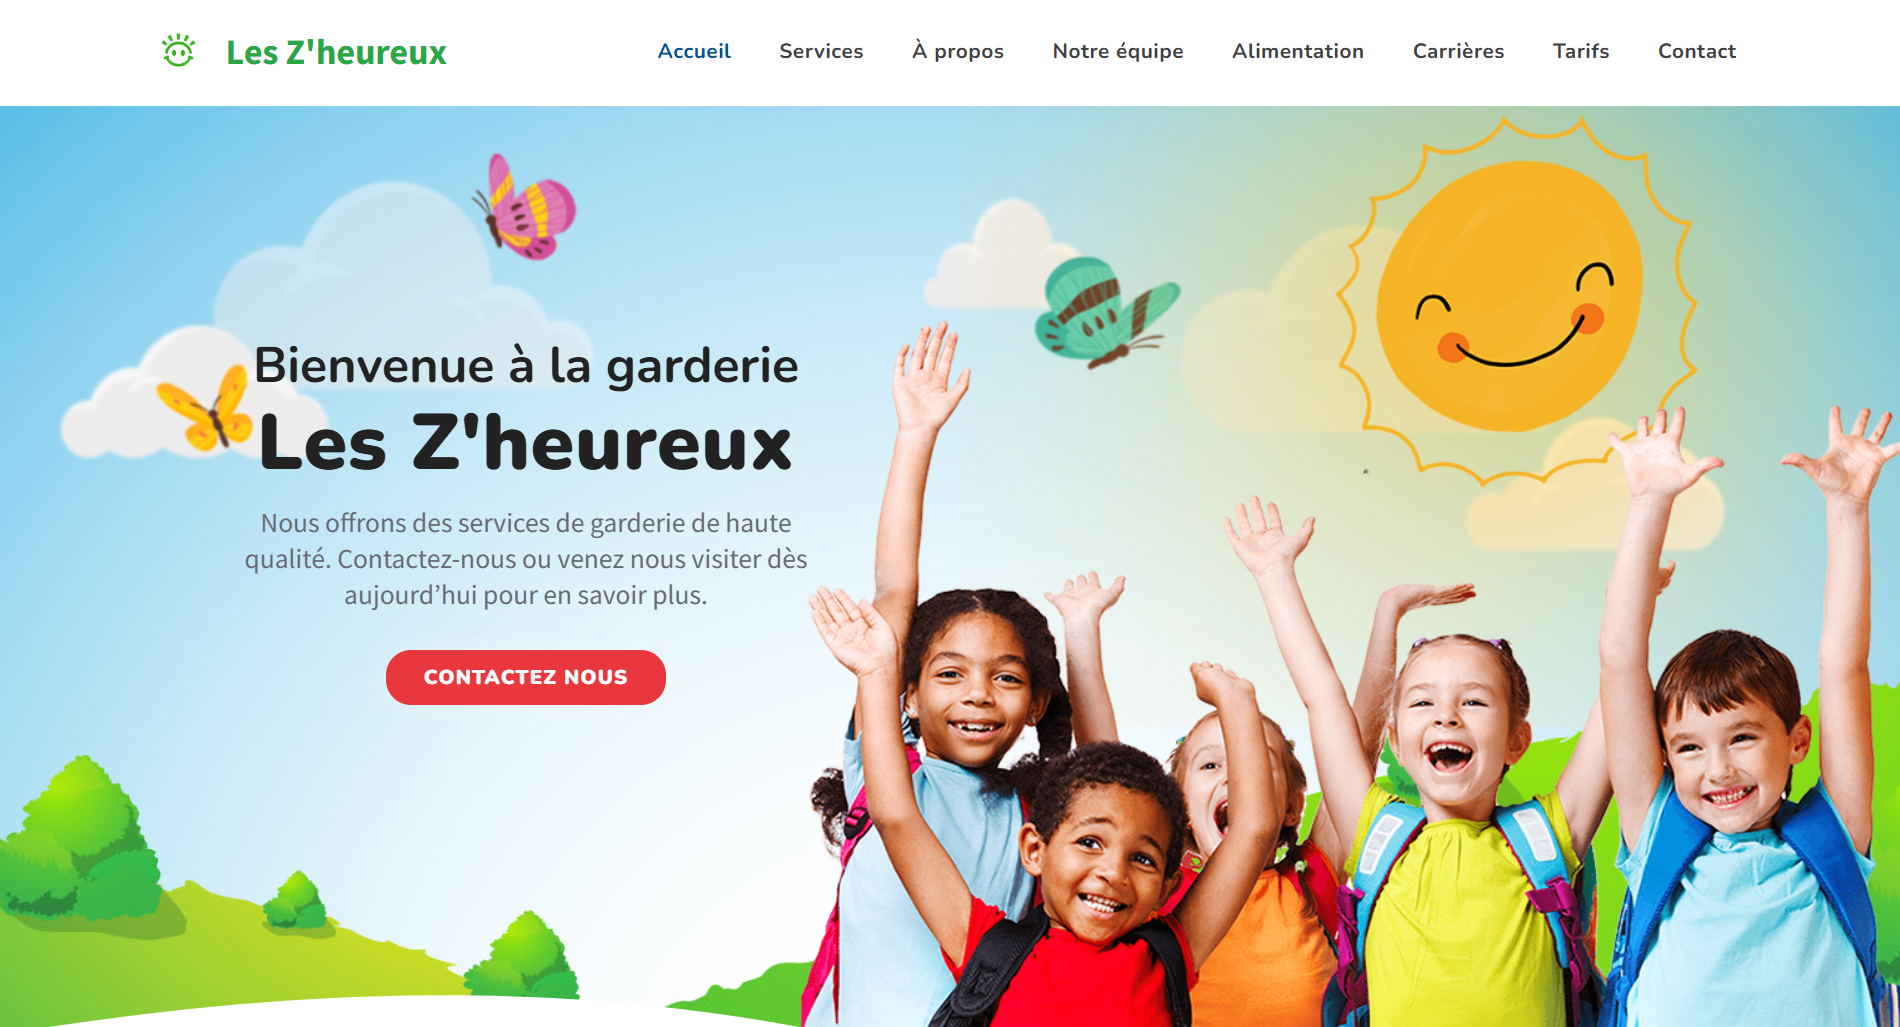 Les Z'heureux
Accueil Services À propos Notre équipe Alimentation Carrières Tarifs Contact
Bienvenue à la garderie
Les Z'heureux
Nous offrons des services de garderie de haute
qualité. Contactez-nous ou venez nous visiter dès
aujourd’hui pour en savoir plus.
CONTACTEZ NOUS